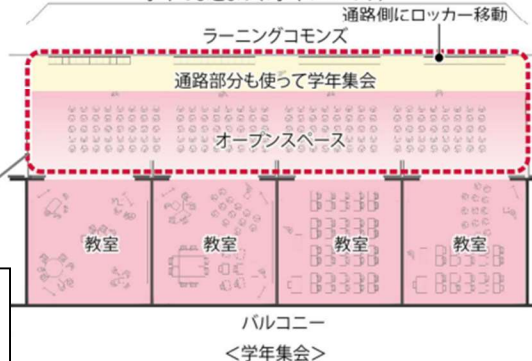 通路側にロッカー移動
ラーニングコモンズ
通路部分も使って学年集会
オープンスペース
教室 教室 教室 教室
バルコニー
＜学年集会＞